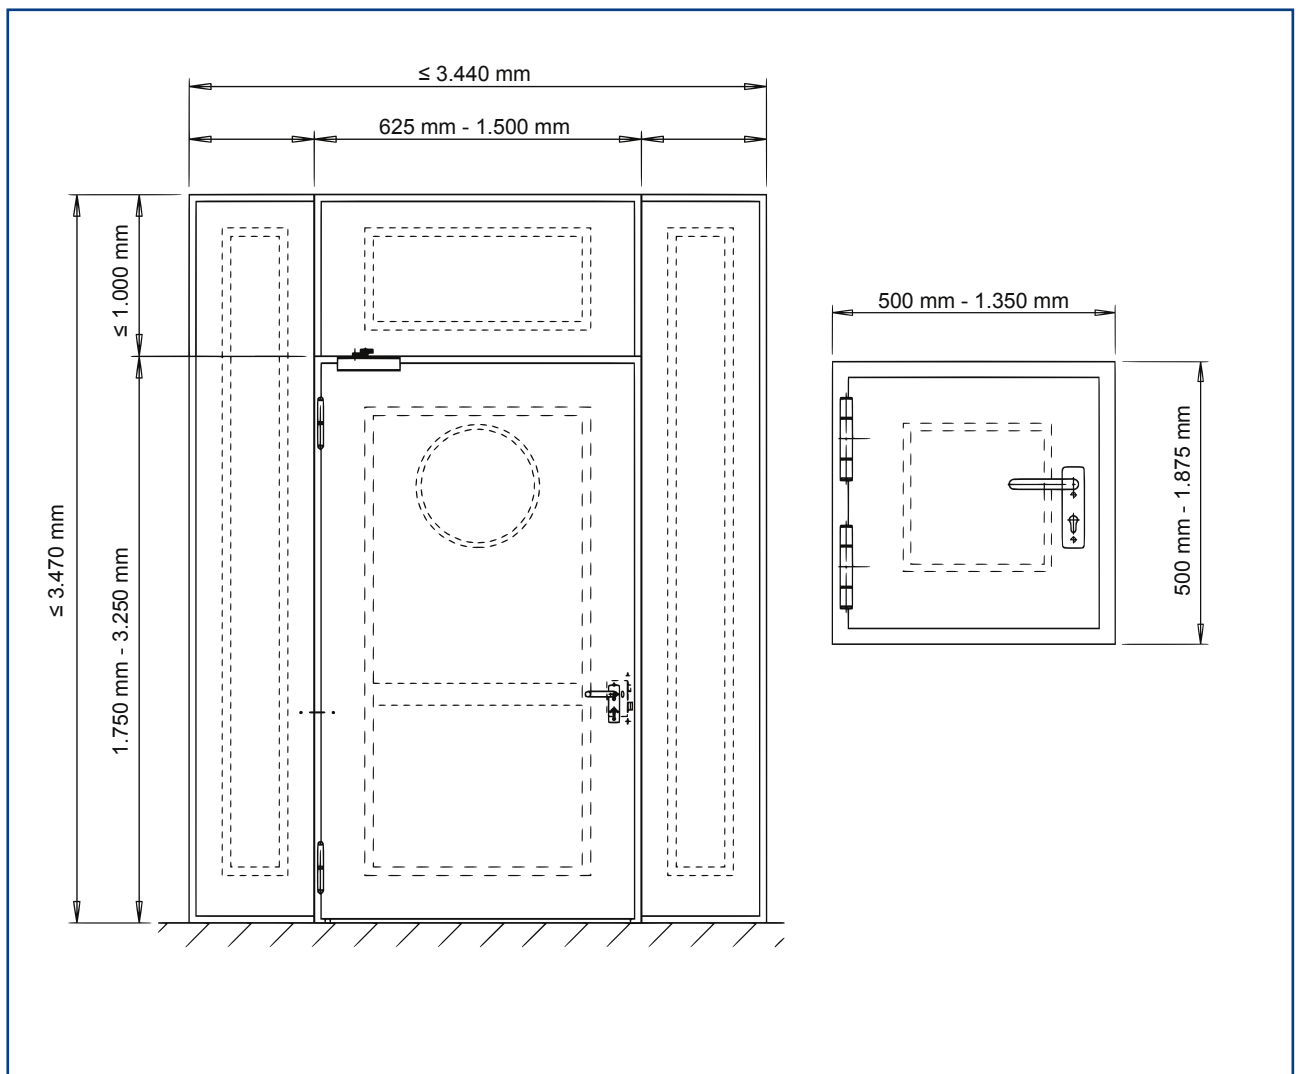 ≤ 3.440 mm
625 mm - 1.500 mm
≤ 1.000 mm
≤ 3.470 mm
1.750 mm - 3.250 mm
500 mm - 1.350 mm
500 mm - 1.875 mm